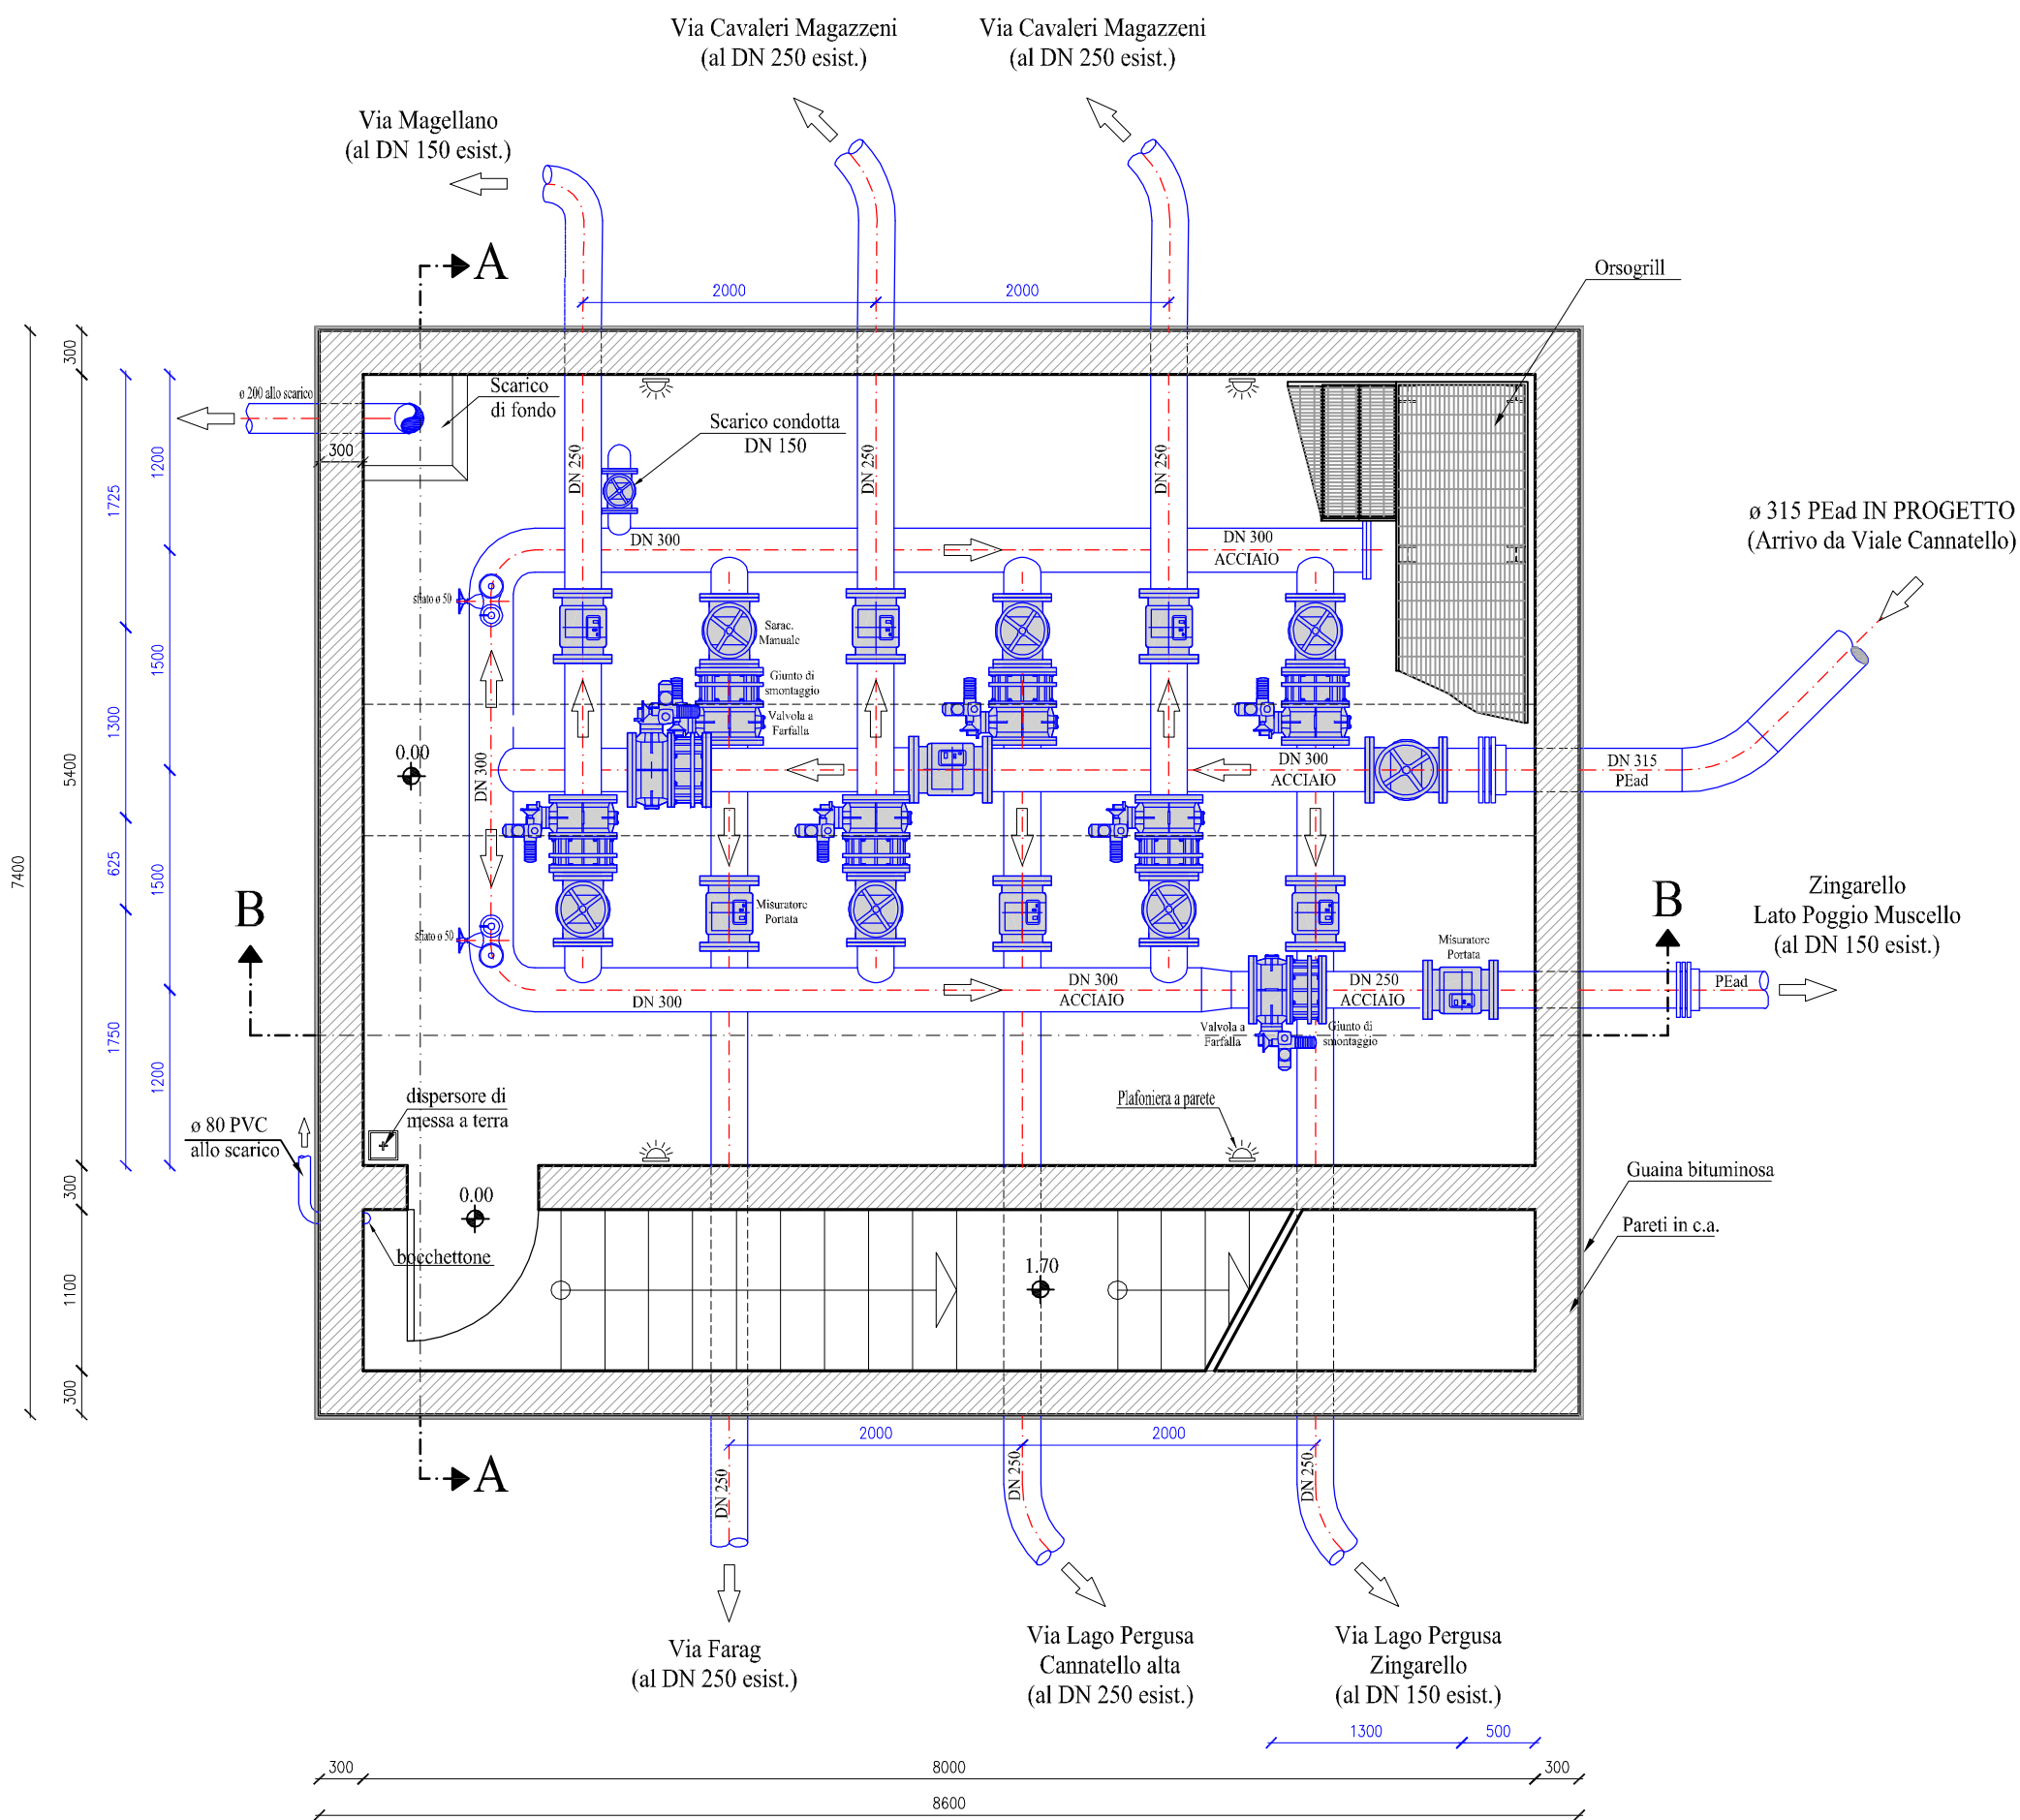 Via Cavaleri Magazzeni
(al DN 250 esist.)
Via Cavaleri Magazzeni
(al DN 250 esist.)
Via Magellano
(al DN 150 esist.)
A
Orsogrill
2000
2000
300
ø 200 allo scarico
Scarico
di fondo
300
Scarico condotta
DN 150
DN 250
DN 250
DN 250
1200
1725
ø 315 PEad IN PROGETTO
(Arrivo da Viale Cannatello)
DN 300
DN 300
ACCIAIO
sfiato ø 50
Sarac.
Manuale
Giunto di
smontaggio
Valvola a
Farfalla
1500
1300
5400
7400
0.00
DN 300
DN 300
ACCIAIO
DN 315
PEad
625
1500
B
B
Zingarello
Lato Poggio Muscello
(al DN 150 esist.)
Misuratore
Portata
sfiato ø 50
Misuratore
Portata
DN 300
DN 300
ACCIAIO
DN 250
ACCIAIO
PEad
Valvola a
Farfalla
Giunto di
smontaggio
1750
1200
dispersore di
messa a terra
Plafoniera a parete
ø 80 PVC
allo scarico
Guaina bituminosa
Pareti in c.a.
300
0.00
bocchettone
1.70
1100
300
2000
2000
A
DN 250
DN 250
DN 250
Via Farag
(al DN 250 esist.)
Via Lago Pergusa
Cannatello alta
(al DN 250 esist.)
Via Lago Pergusa
Zingarello
(al DN 150 esist.)
1300
500
300
8000
300
8600